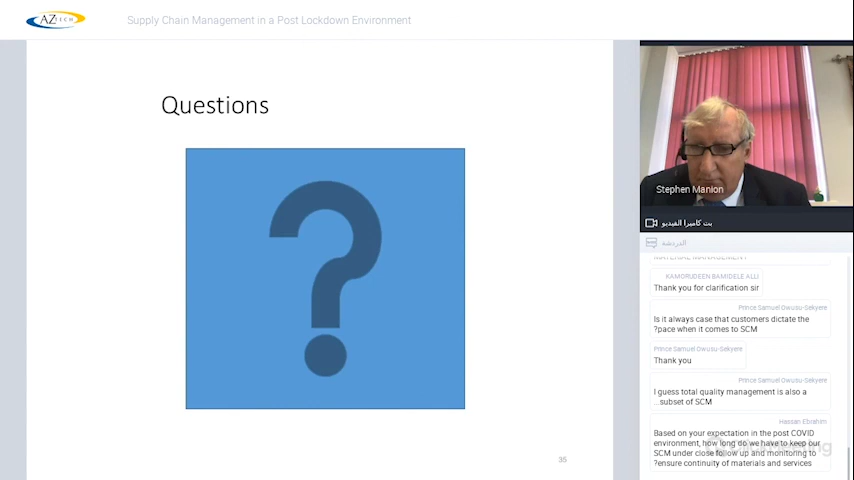 AZTECH
Supply Chain Management in a Post Lockdown Environment
Questions
?
35
Stephen Manion
بث كاميرا الفيديو
الدردشة
MATERIAL MANAGEMENT
KAMORUDEEN BAMIDELE ALLI
Thank you for clarification sir
Prince Samuel Owusu-Sekyere
Is it always case that customers dictate the
?pace when it comes to SCM
Prince Samuel Owusu-Sekyere
Thank you
Prince Samuel Owusu-Sekyere
I guess total quality management is also a
...subset of SCM
Hassan Ebrahim
Based on your expectation in the post COVID
environment, how long do we have to keep our
SCM under close follow up and monitoring to
?ensure continuity of materials and services